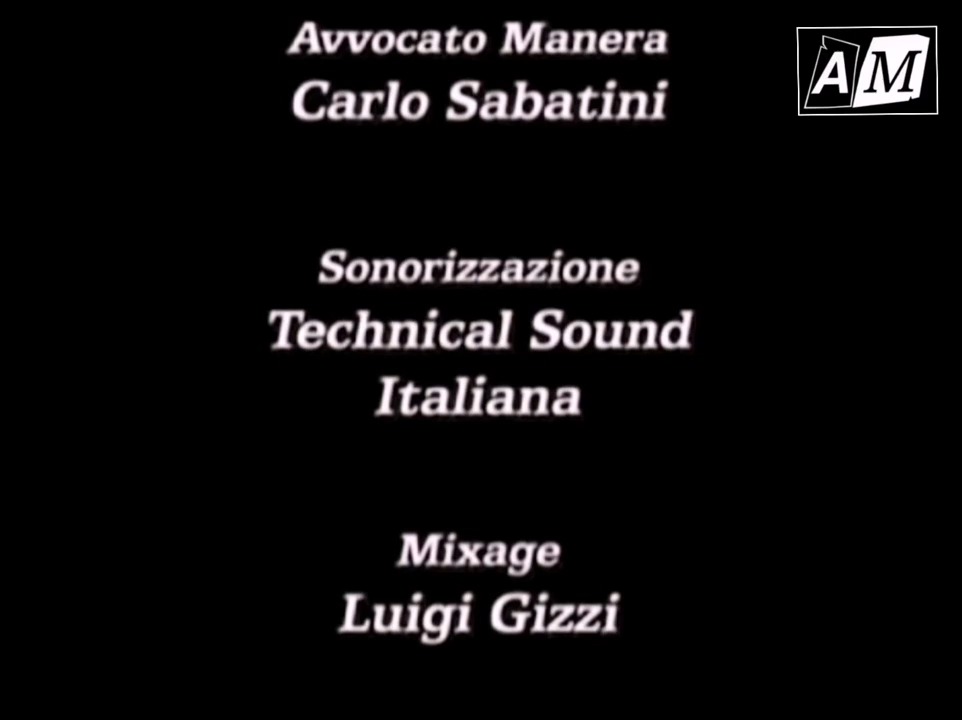 Avvocato Manera
Carlo Sabatini
AM
Sonorizzazione
Technical Sound
Italiana
Mixage
Luigi Gizzi